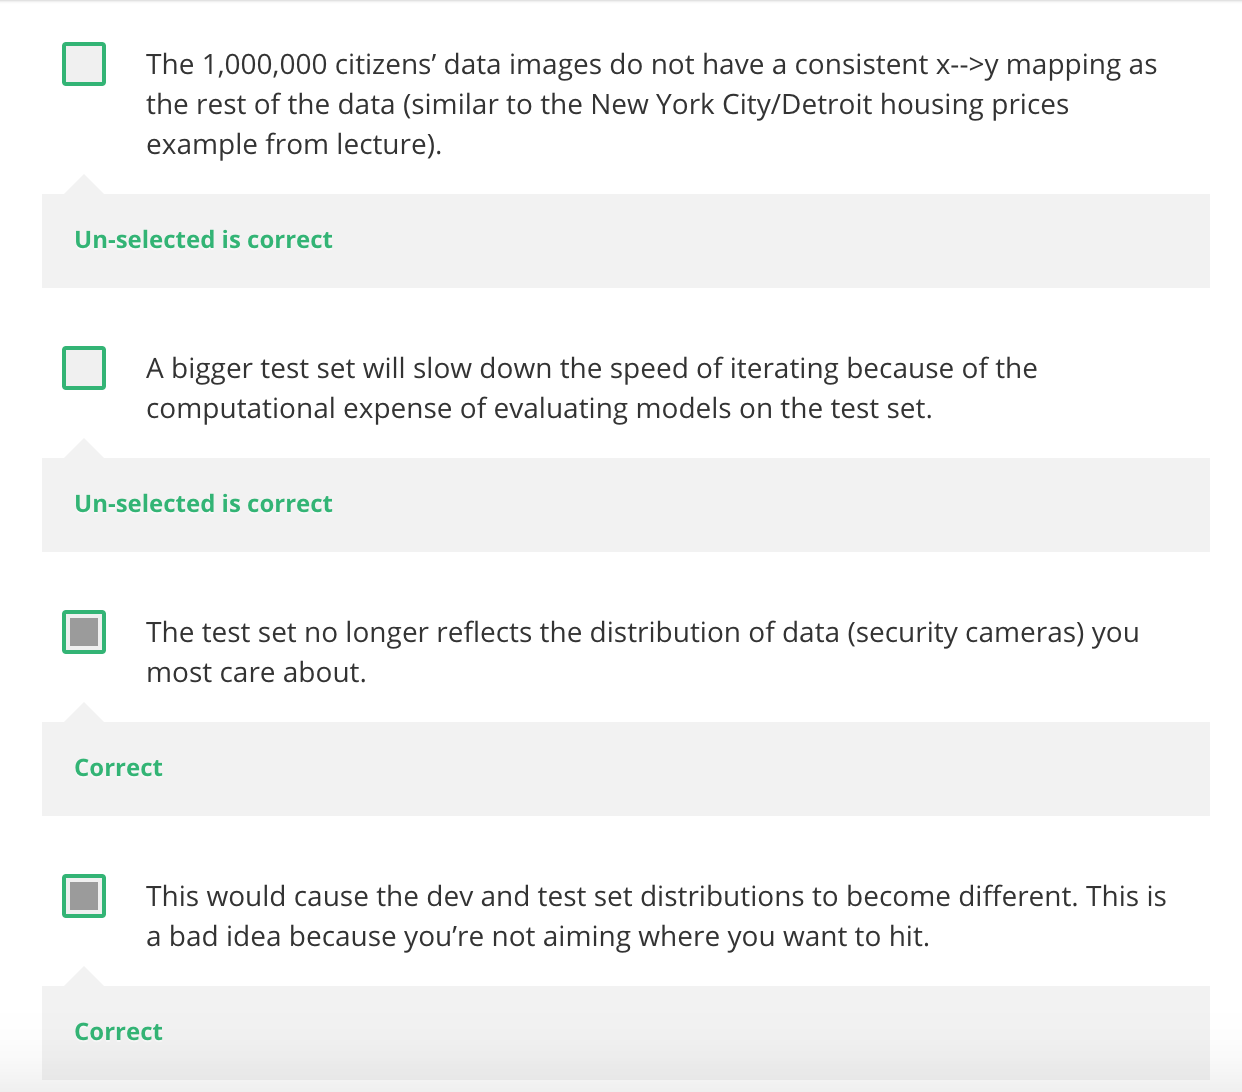 The 1,000,000 citizens’ data images do not have a consistent x-->y mapping as
the rest of the data (similar to the New York City/Detroit housing prices
example from lecture).
Un-selected is correct
A bigger test set will slow down the speed of iterating because of the
computational expense of evaluating models on the test set.
Un-selected is correct
The test set no longer reflects the distribution of data (security cameras) you
most care about.
Correct
This would cause the dev and test set distributions to become different. This is
a bad idea because you’re not aiming where you want to hit.
Correct